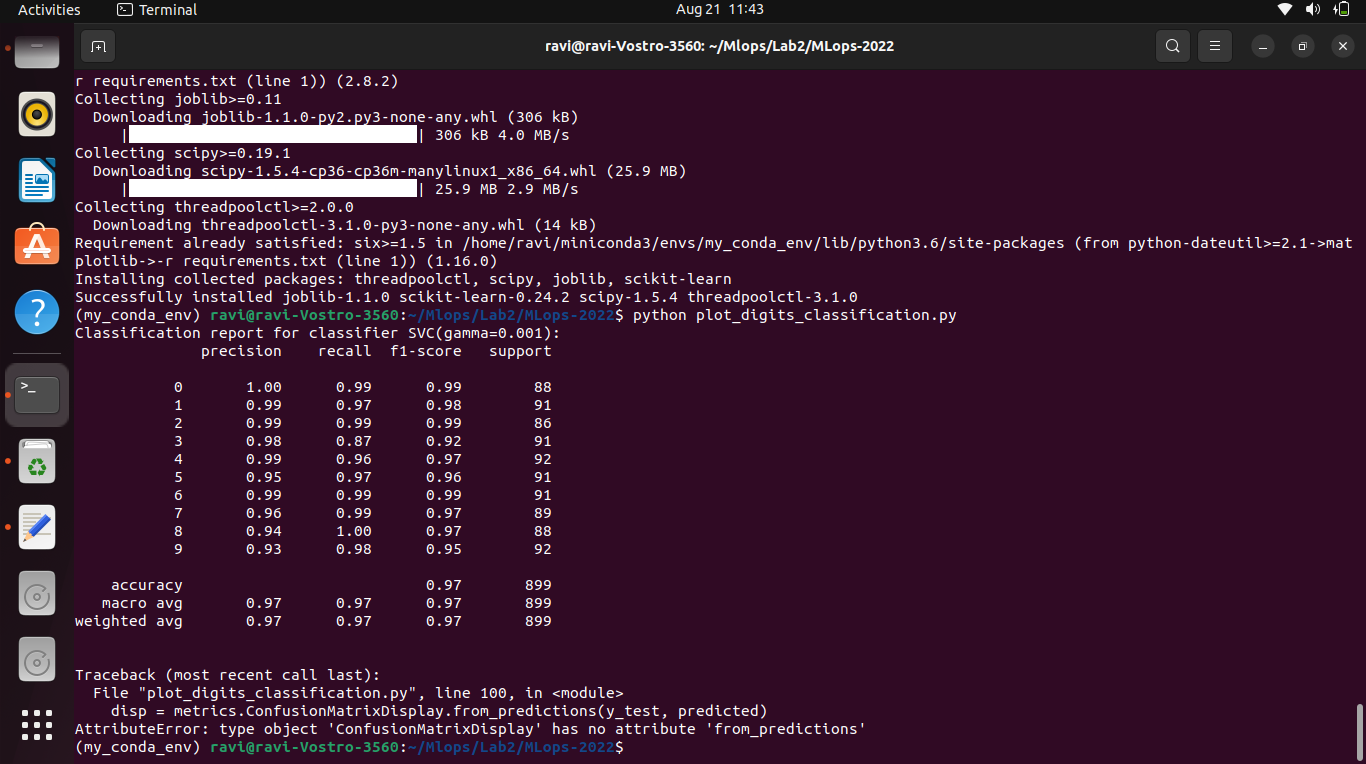 Activities Terminal Aug 21 11:43
ravi@ravi-Vostro-3560: ~/Mlops/Lab2/MLops-2022
r requirements.txt (line 1)) (2.8.2)
Collecting joblib>=0.11
  Downloading joblib-1.1.0-py2.py3-none-any.whl (306 kB)
     |                                | 306 kB 4.0 MB/s
Collecting scipy>=0.19.1
  Downloading scipy-1.5.4-cp36-cp36m-manylinux1_x86_64.whl (25.9 MB)
     |                                | 25.9 MB 2.9 MB/s
Collecting threadpoolctl>=2.0.0
  Downloading threadpoolctl-3.1.0-py3-none-any.whl (14 kB)
Requirement already satisfied: six>=1.5 in /home/ravi/miniconda3/envs/my_conda_env/lib/python3.6/site-packages (from python-dateutil>=2.1->mat
plotlib->-r requirements.txt (line 1)) (1.16.0)
Installing collected packages: threadpoolctl, scipy, joblib, scikit-learn
Successfully installed joblib-1.1.0 scikit-learn-0.24.2 scipy-1.5.4 threadpoolctl-3.1.0
(my_conda_env) ravi@ravi-Vostro-3560:~/Mlops/Lab2/MLops-2022$ python plot_digits_classification.py
Classification report for classifier SVC(gamma=0.001):
              precision    recall  f1-score   support

           0       1.00      0.99      0.99        88
           1       0.99      0.97      0.98        91
           2       0.99      0.99      0.99        86
           3       0.98      0.87      0.92        91
           4       0.99      0.96      0.97        92
           5       0.95      0.97      0.96        91
           6       0.99      0.99      0.99        91
           7       0.96      0.99      0.97        89
           8       0.94      1.00      0.97        88
           9       0.93      0.98      0.95        92

    accuracy                           0.97       899
   macro avg       0.97      0.97      0.97       899
weighted avg       0.97      0.97      0.97       899

Traceback (most recent call last):
  File "plot_digits_classification.py", line 100, in <module>
    disp = metrics.ConfusionMatrixDisplay.from_predictions(y_test, predicted)
AttributeError: type object 'ConfusionMatrixDisplay' has no attribute 'from_predictions'
(my_conda_env) ravi@ravi-Vostro-3560:~/Mlops/Lab2/MLops-2022$